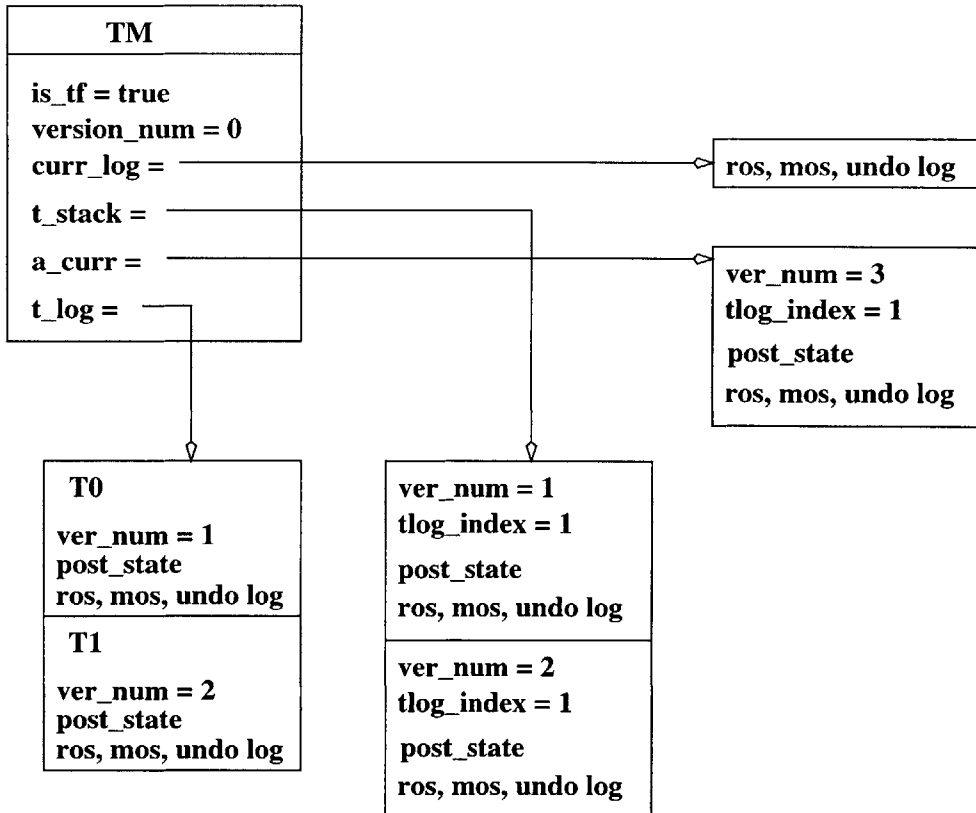 TM
is_tf = true
version_num = 0
curr_log =
t_stack =
a_curr =
t_log =
ros, mos, undo log
ver_num = 3
tlog_index = 1
post_state
ros, mos, undo log
T0
ver_num = 1
post_state
ros, mos, undo log
T1
ver_num = 2
post_state
ros, mos, undo log
ver_num = 1
tlog_index = 1
post_state
ros, mos, undo log
ver_num = 2
tlog_index = 1
post_state
ros, mos, undo log